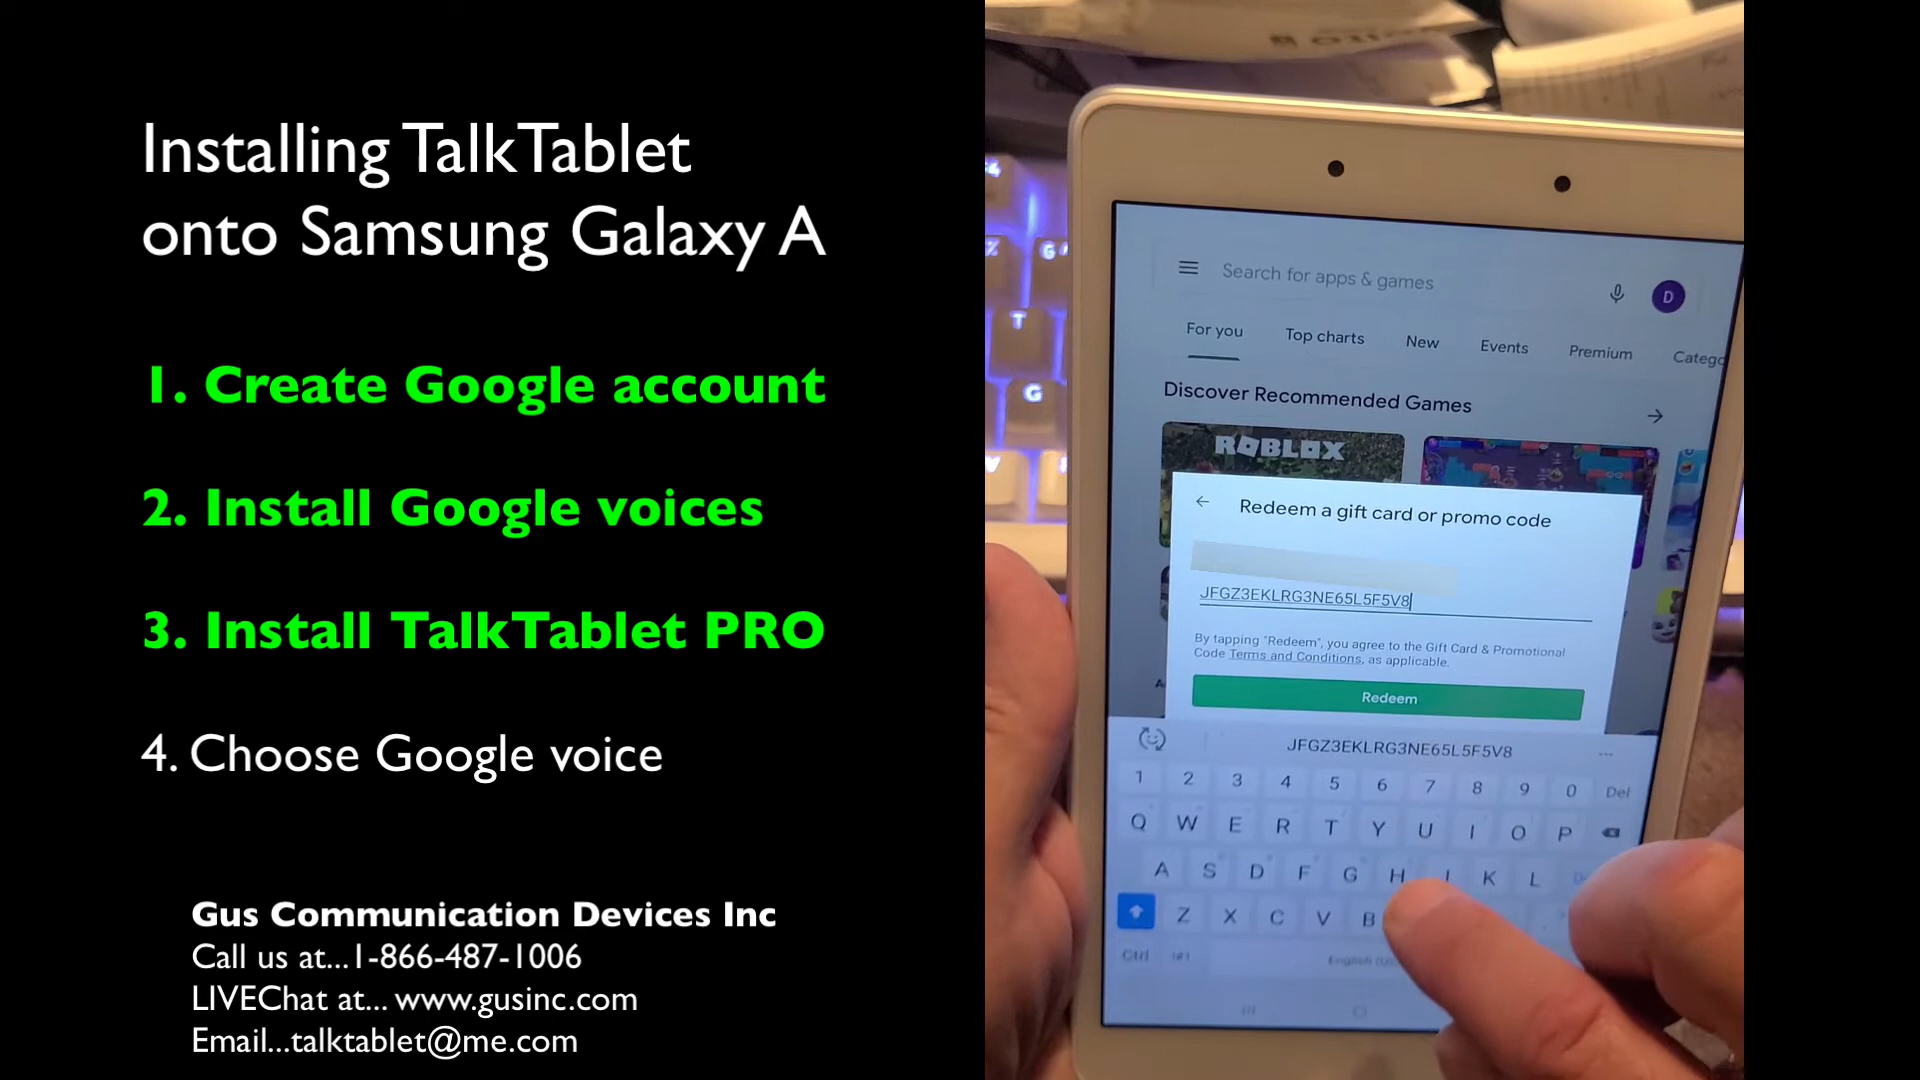 Installing TalkTablet
onto Samsung Galaxy A
1. Create Google account
2. Install Google voices
3. Install TalkTablet PRO
4. Choose Google voice
Gus Communication Devices Inc
Call us at...1-866-487-1006
LIVEChat at... www.gusinc.com
Email...talktablet@me.com
Search for apps & games
D
For you Top charts New Events Premium Catego
Discover Recommended Games
ROBLOX
Redeem a gift card or promo code
JFGZ3EKLRG3NE65L5F5V8
By tapping "Redeem", you agree to the Gift Card & Promotional
Code Terms and Conditions, as applicable.
Redeem
JFGZ3EKLRG3NE65L5F5V8
1 2 3 4 5 6 7 8 9 0 Del
Q W E R T Y U I O P
A S D F G H J K L
Z X C V B
Ctrl !#1
English
T
G